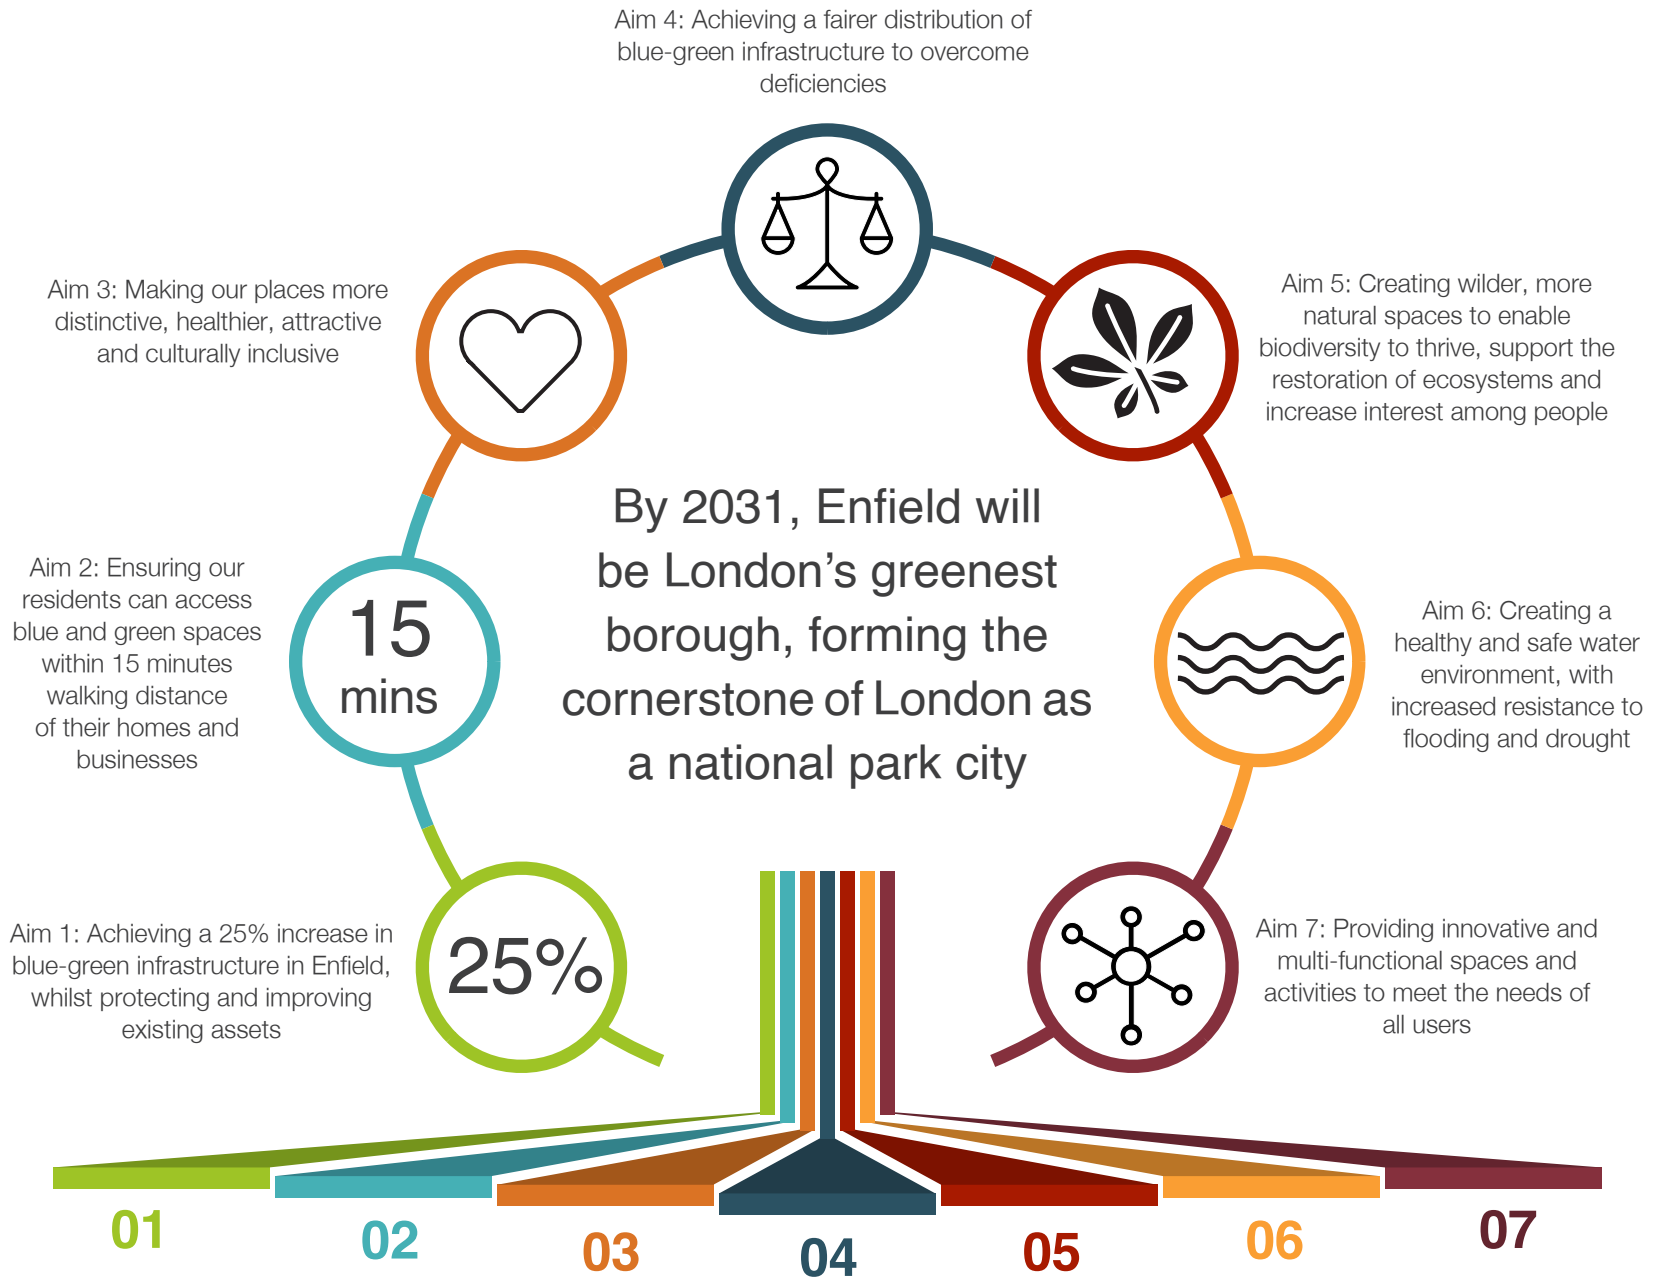 Aim 4: Achieving a fairer distribution of
blue-green infrastructure to overcome
deficiencies
Aim 3: Making our places more
distinctive, healthier, attractive
and culturally inclusive
Aim 5: Creating wilder, more
natural spaces to enable
biodiversity to thrive, support the
restoration of ecosystems and
increase interest among people
By 2031, Enfield will
be London’s greenest
borough, forming the
cornerstone of London as
a national park city
Aim 2: Ensuring our
residents can access
blue and green spaces
within 15 minutes
walking distance
of their homes and
businesses
15
mins
Aim 6: Creating a
healthy and safe water
environment, with
increased resistance to
flooding and drought
Aim 1: Achieving a 25% increase in
blue-green infrastructure in Enfield,
whilst protecting and improving
existing assets
25%
Aim 7: Providing innovative and
multi-functional spaces and
activities to meet the needs of
all users
01
02
03
04
05
06
07